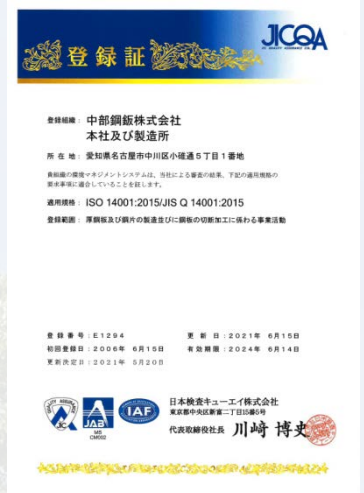 JICQA
JIC QUALITY ASSURANCE LTD.
登録証
登録組織： 中部鋼鈑株式会社
本社及び製造所
所在地： 愛知県名古屋市中川区小碓通５丁目１番地
貴組織の環境マネジメントシステムは、当社による審査の結果、下記の適用規格の
要求事項に適合していることを証します。
適用規格： ISO 14001:2015/JIS Q 14001:2015
登録範囲： 厚鋼板及び鋼片の製造並びに鋼板の切断加工に係わる事業活動
登録番号：E1294 更新日：2021年 6月15日
初回登録日：2006年 6月15日 有効期限：2024年 6月14日
更新決定日：2021年 5月20日
QUALITY ASSURANCE
JIC
JAB
MS
CM002
IAF
日本検査キューエイ株式会社
東京都中央区新富二丁目15番5号
代表取締役社長 川崎 博史